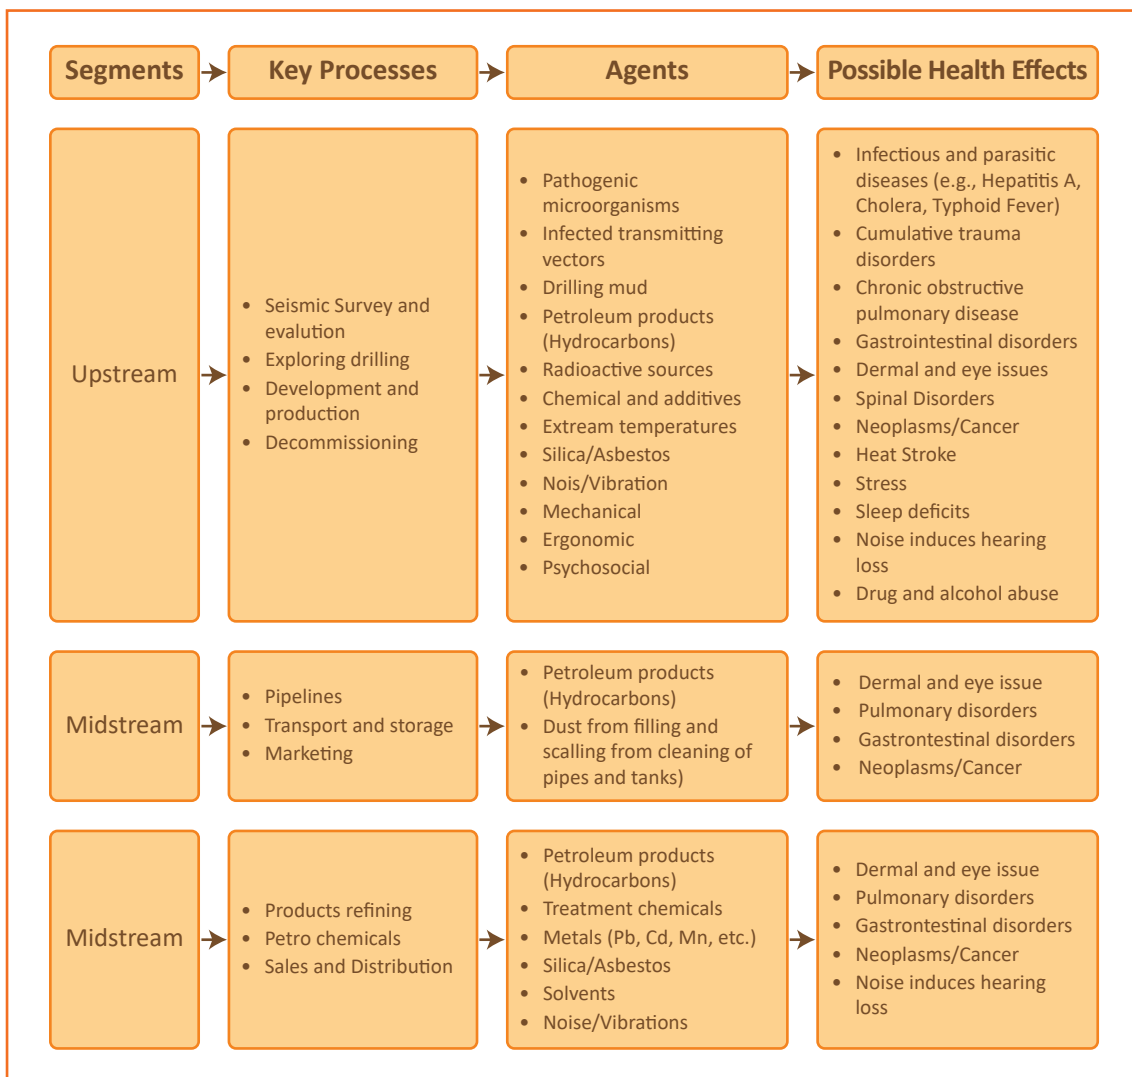 Segments
Key Processes
Agents
Possible Health Effects
Upstream
• Seismic Survey and
evalution
• Exploring drilling
• Development and
production
• Decommissioning
• Pathogenic
microorganisms
• Infected transmitting
vectors
• Drilling mud
• Petroleum products
(Hydrocarbons)
• Radioactive sources
• Chemical and additives
• Extream temperatures
• Silica/Asbestos
• Nois/Vibration
• Mechanical
• Ergonomic
• Psychosocial
• Infectious and parasitic
diseases (e.g., Hepatitis A,
Cholera, Typhoid Fever)
• Cumulative trauma
disorders
• Chronic obstructive
pulmonary disease
• Gastrointestinal disorders
• Dermal and eye issues
• Spinal Disorders
• Neoplasms/Cancer
• Heat Stroke
• Stress
• Sleep deficits
• Noise induces hearing
loss
• Drug and alcohol abuse
Midstream
• Pipelines
• Transport and storage
• Marketing
• Petroleum products
(Hydrocarbons)
• Dust from filling and
scalling from cleaning of
pipes and tanks)
• Dermal and eye issue
• Pulmonary disorders
• Gastrontestinal disorders
• Neoplasms/Cancer
Midstream
• Products refining
• Petro chemicals
• Sales and Distribution
• Petroleum products
(Hydrocarbons)
• Treatment chemicals
• Metals (Pb, Cd, Mn, etc.)
• Silica/Asbestos
• Solvents
• Noise/Vibrations
• Dermal and eye issue
• Pulmonary disorders
• Gastrontestinal disorders
• Neoplasms/Cancer
• Noise induces hearing
loss